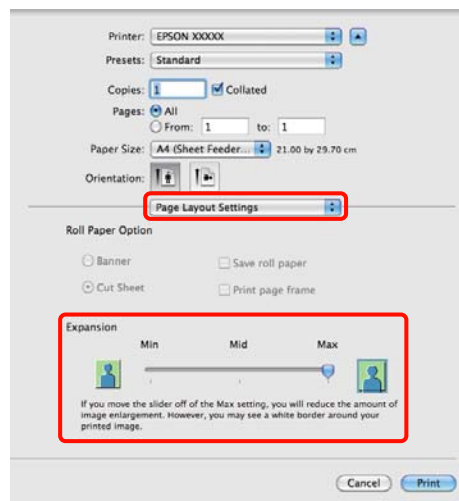 Printer: EPSON XXXXX
Presets: Standard
Copies: 1 Collated
Pages: All
From: 1 to: 1
Paper Size: A4 (Sheet Feeder... 21.00 by 29.70 cm
Orientation:
Page Layout Settings
Roll Paper Option
Banner Save roll paper
Cut Sheet Print page frame
Expansion
Min Mid Max
If you move the slider off of the Max setting, you will reduce the amount of
image enlargement. However, you may see a white border around your
printed image.
Cancel Print